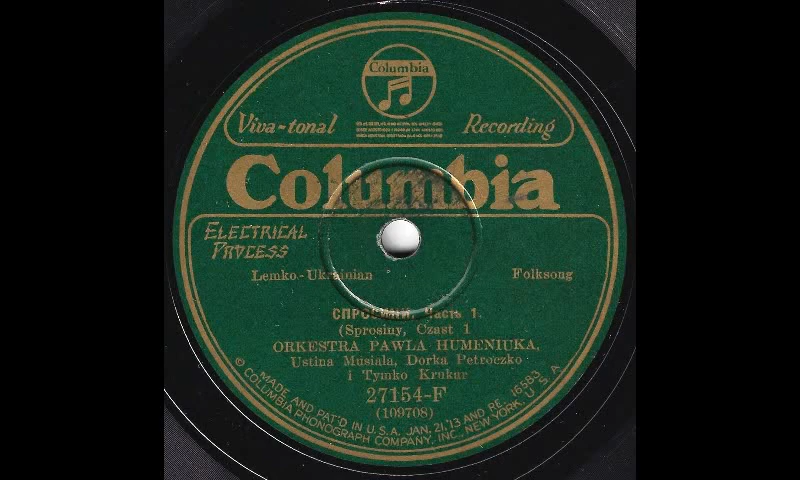 Columbia
Viva-tonal Recording
Columbia
ELECTRICAL
PROCESS
Lemko-Ukrainian Folksong
Часть 1.
(Sprosiny, Czast 1
ORKESTRA PAWLA HUMENIUKA,
Ustina Musiala, Dorka Petroczko
i Tymko Krukar
27154-F
(109708)
MADE AND PAT'D IN U.S.A. JAN. 21, '13 AND RE. 16583
© COLUMBIA PHONOGRAPH COMPANY, INC., NEW YORK, U.S.A.